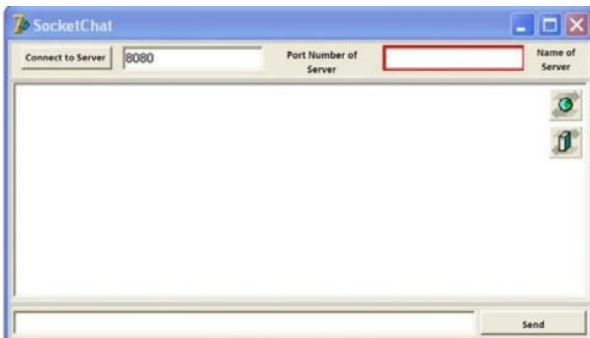 SocketChat
Connect to Server
8080
Port Number of
Server
Name of
Server
Send